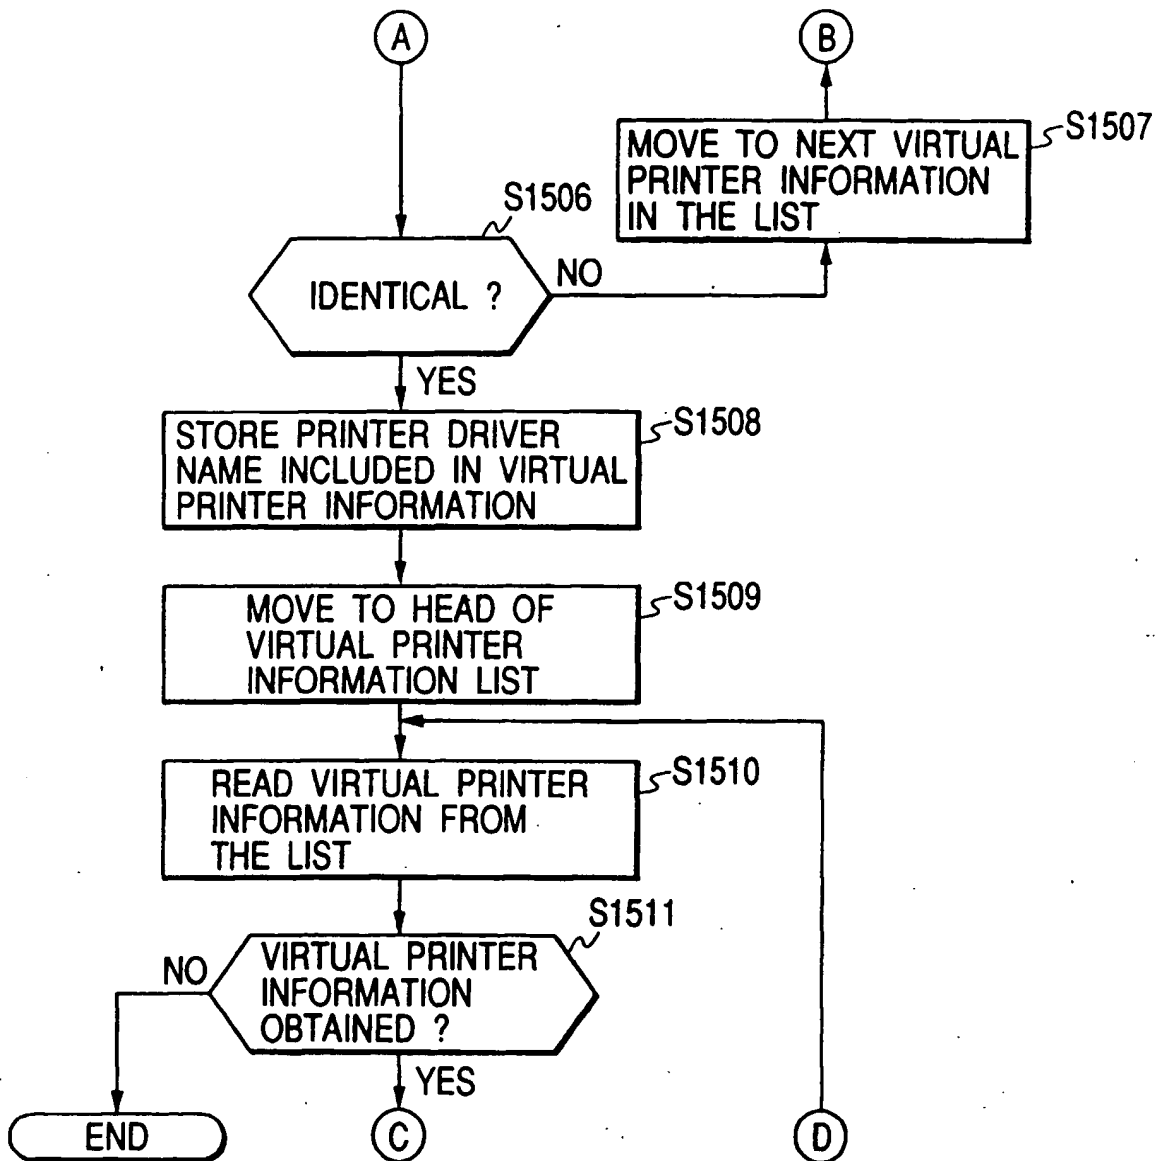 A
B
MOVE TO NEXT VIRTUAL
PRINTER INFORMATION
IN THE LIST
S1507
S1506
IDENTICAL ?
NO
YES
STORE PRINTER DRIVER
NAME INCLUDED IN VIRTUAL
PRINTER INFORMATION
S1508
MOVE TO HEAD OF
VIRTUAL PRINTER
INFORMATION LIST
S1509
READ VIRTUAL PRINTER
INFORMATION FROM
THE LIST
S1510
S1511
VIRTUAL PRINTER
INFORMATION
OBTAINED ?
NO
YES
END
C
D